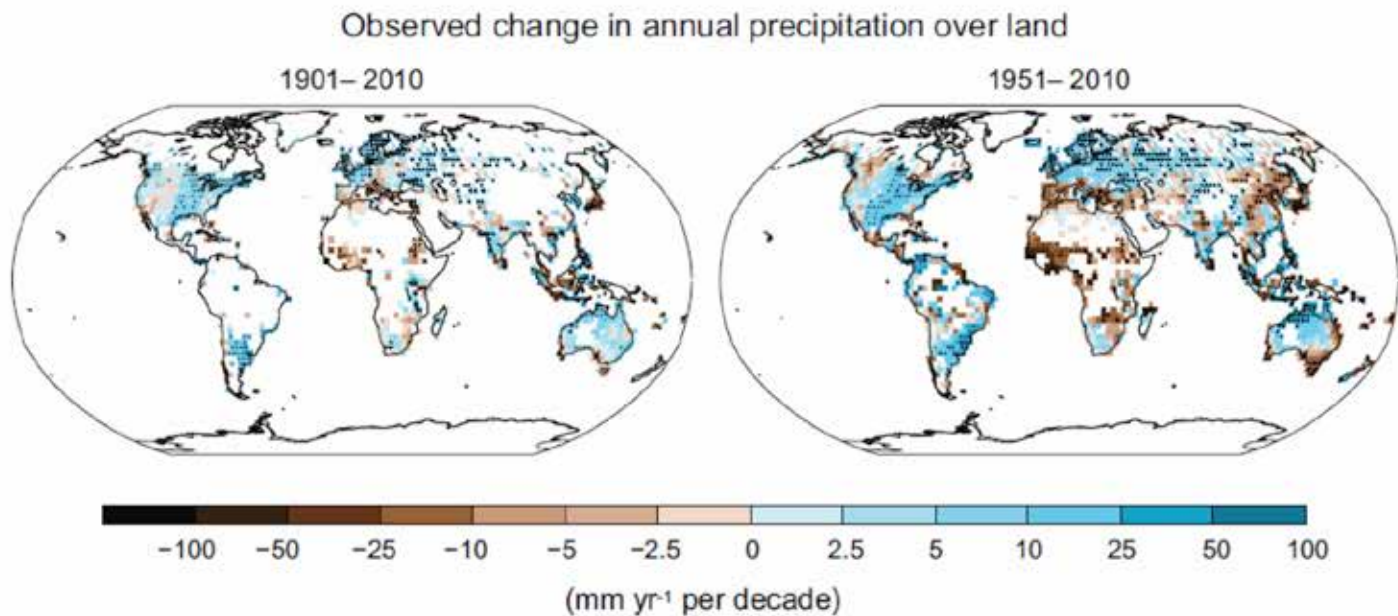 Observed change in annual precipitation over land
1901– 2010
1951– 2010
−100 −50 −25 −10 −5 −2.5 0 2.5 5 10 25 50 100
(mm yr⁻¹ per decade)